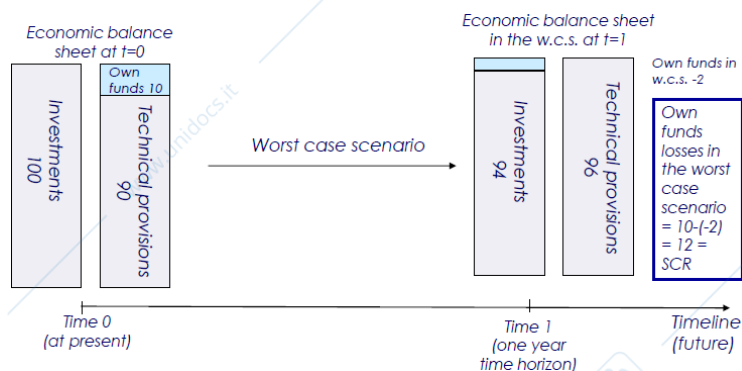 Economic balance
sheet at t=0
Own
funds 10
Investments
100
Technical provisions
90
www.unidocs.it
Worst case scenario
Economic balance sheet
in the w.c.s. at t=1
Investments
94
Technical provisions
96
Own funds in
w.c.s. -2
Own
funds
losses in
the worst
case
scenario
= 10-(-2)
= 12 =
SCR
Time 0
(at present)
Time 1
(one year
time horizon)
Timeline
(future)